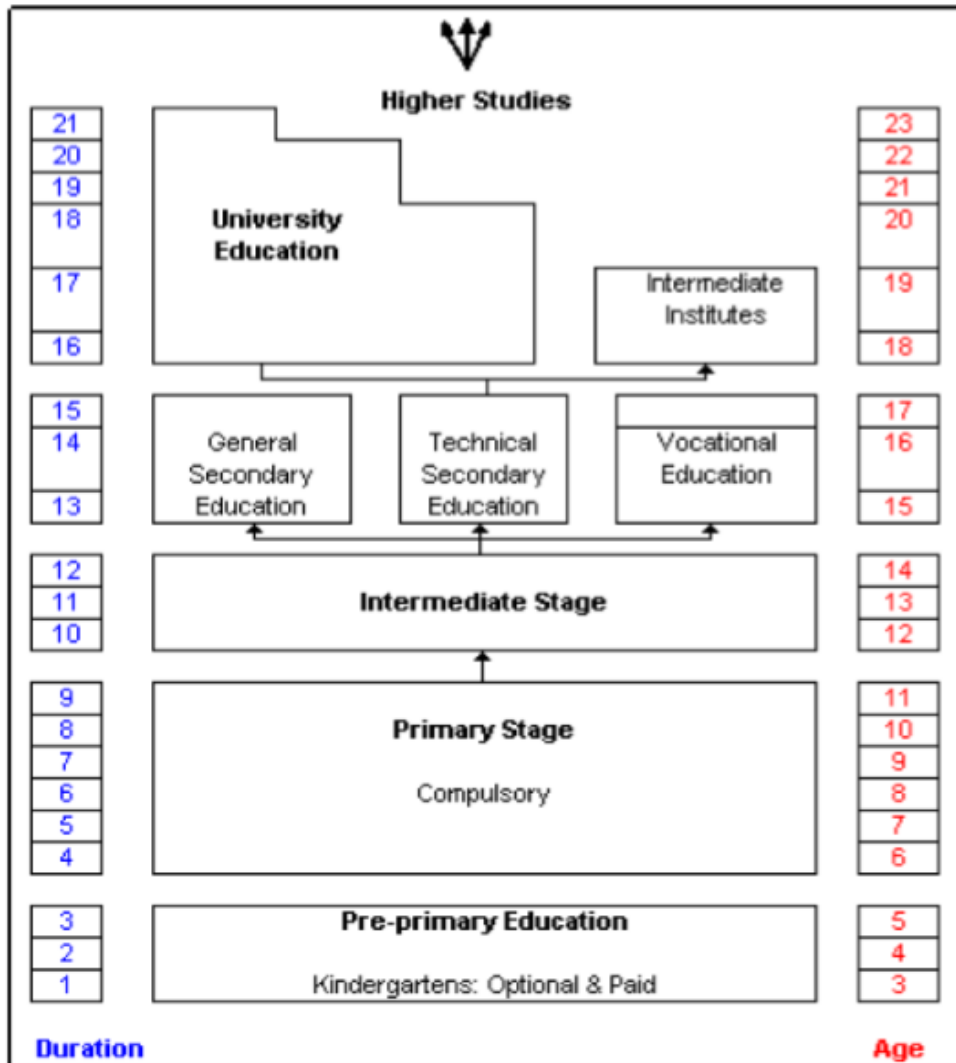 Higher Studies
21 23
20 22
19 21
18 University 20
Education
17 Intermediate 19
Institutes
16 18
15 17
14 General Technical Vocational 16
Secondary Secondary Education
13 Education Education 15
12 14
11 Intermediate Stage 13
10 12
9 11
8 Primary Stage 10
7 9
6 Compulsory 8
5 7
4 6
3 Pre-primary Education 5
2 4
1 Kindergartens: Optional & Paid 3
Duration Age